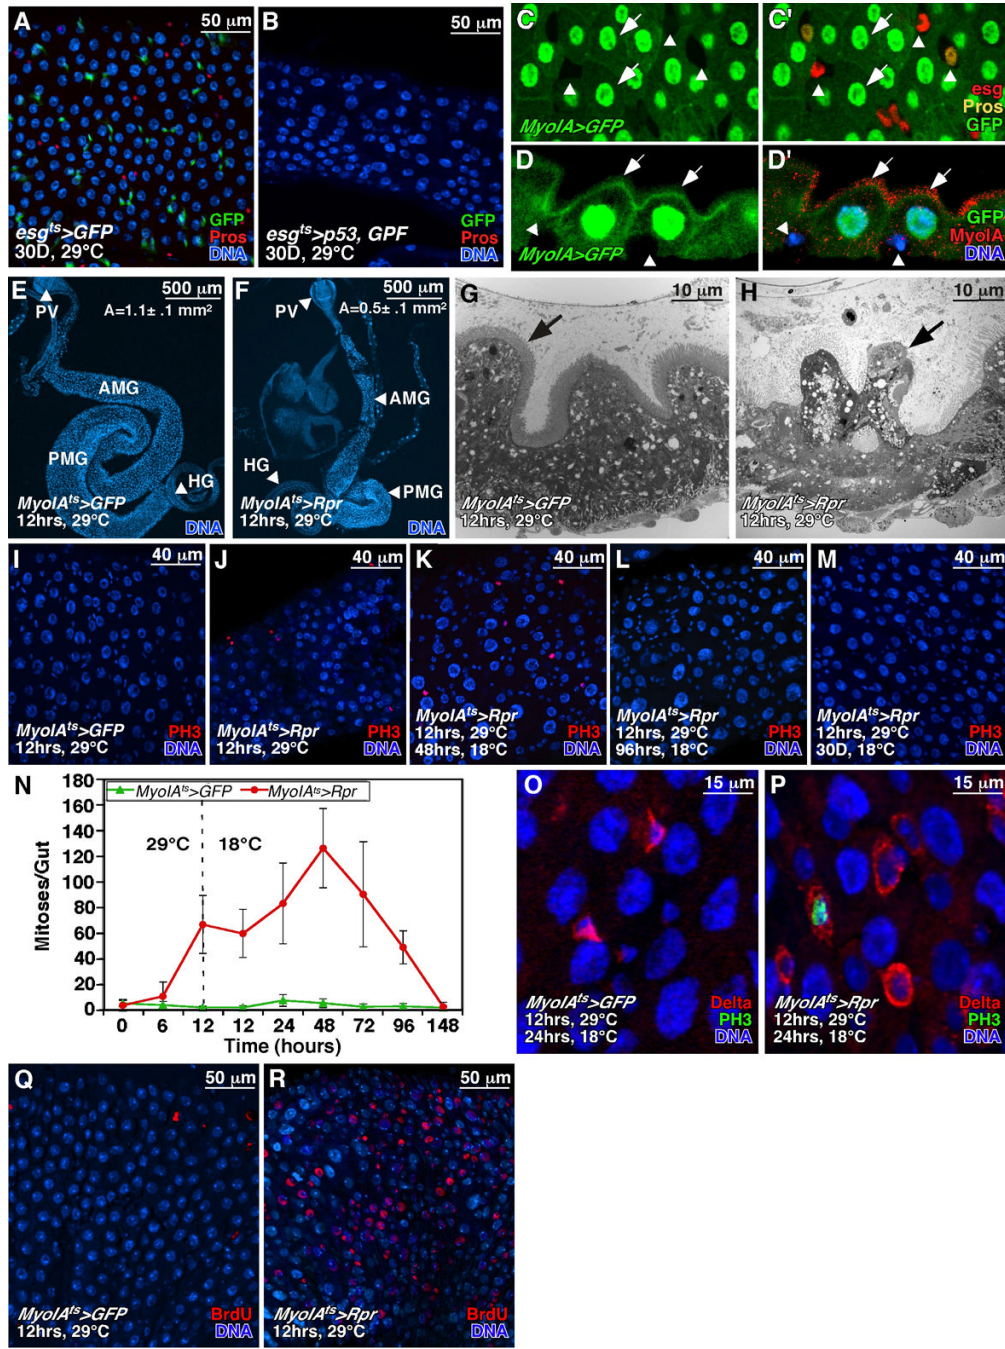 A
50 µm
GFP
Pros
DNA
esgts>GFP
30D, 29°C
B
50 µm
GFP
Pros
DNA
esgts>p53, GPF
30D, 29°C
C
MyoIA>GFP
C'
esg
Pros
GFP
D
MyoIA>GFP
D'
GFP
MyoIA
DNA
E
500 µm
A=1.1± .1 mm²
PV
AMG
PMG
HG
MyoIAts>GFP
12hrs, 29°C
DNA
F
500 µm
A=0.5± .1 mm²
PV
AMG
HG
PMG
MyoIAts>Rpr
12hrs, 29°C
DNA
G
10 µm
MyoIAts>GFP
12hrs, 29°C
H
10 µm
MyoIAts>Rpr
12hrs, 29°C
I
40 µm
MyoIAts>GFP
12hrs, 29°C
PH3
DNA
J
40 µm
MyoIAts>Rpr
12hrs, 29°C
PH3
DNA
K
40 µm
MyoIAts>Rpr
12hrs, 29°C
48hrs, 18°C
PH3
DNA
L
40 µm
MyoIAts>Rpr
12hrs, 29°C
96hrs, 18°C
PH3
DNA
M
40 µm
MyoIAts>Rpr
12hrs, 29°C
30D, 18°C
PH3
DNA
N
MyoIAts>GFP MyoIAts>Rpr
29°C 18°C
Mitoses/Gut
180
160
140
120
100
80
60
40
20
0
0 6 12 12 24 48 72 96 148
Time (hours)
O
15 µm
MyoIAts>GFP
12hrs, 29°C
24hrs, 18°C
Delta
PH3
DNA
P
15 µm
MyoIAts>Rpr
12hrs, 29°C
24hrs, 18°C
Delta
PH3
DNA
Q
50 µm
MyoIAts>GFP
12hrs, 29°C
BrdU
DNA
R
50 µm
MyoIAts>Rpr
12hrs, 29°C
BrdU
DNA